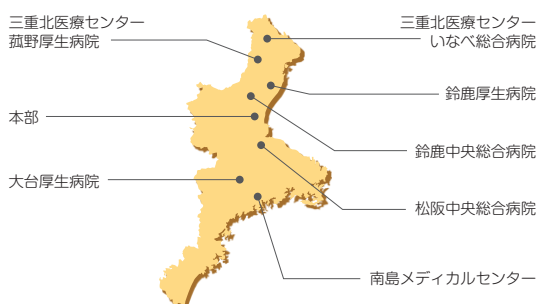 三重北医療センター
菰野厚生病院
本部
大台厚生病院
三重北医療センター
いなべ総合病院
鈴鹿厚生病院
鈴鹿中央総合病院
松阪中央総合病院
南島メディカルセンター